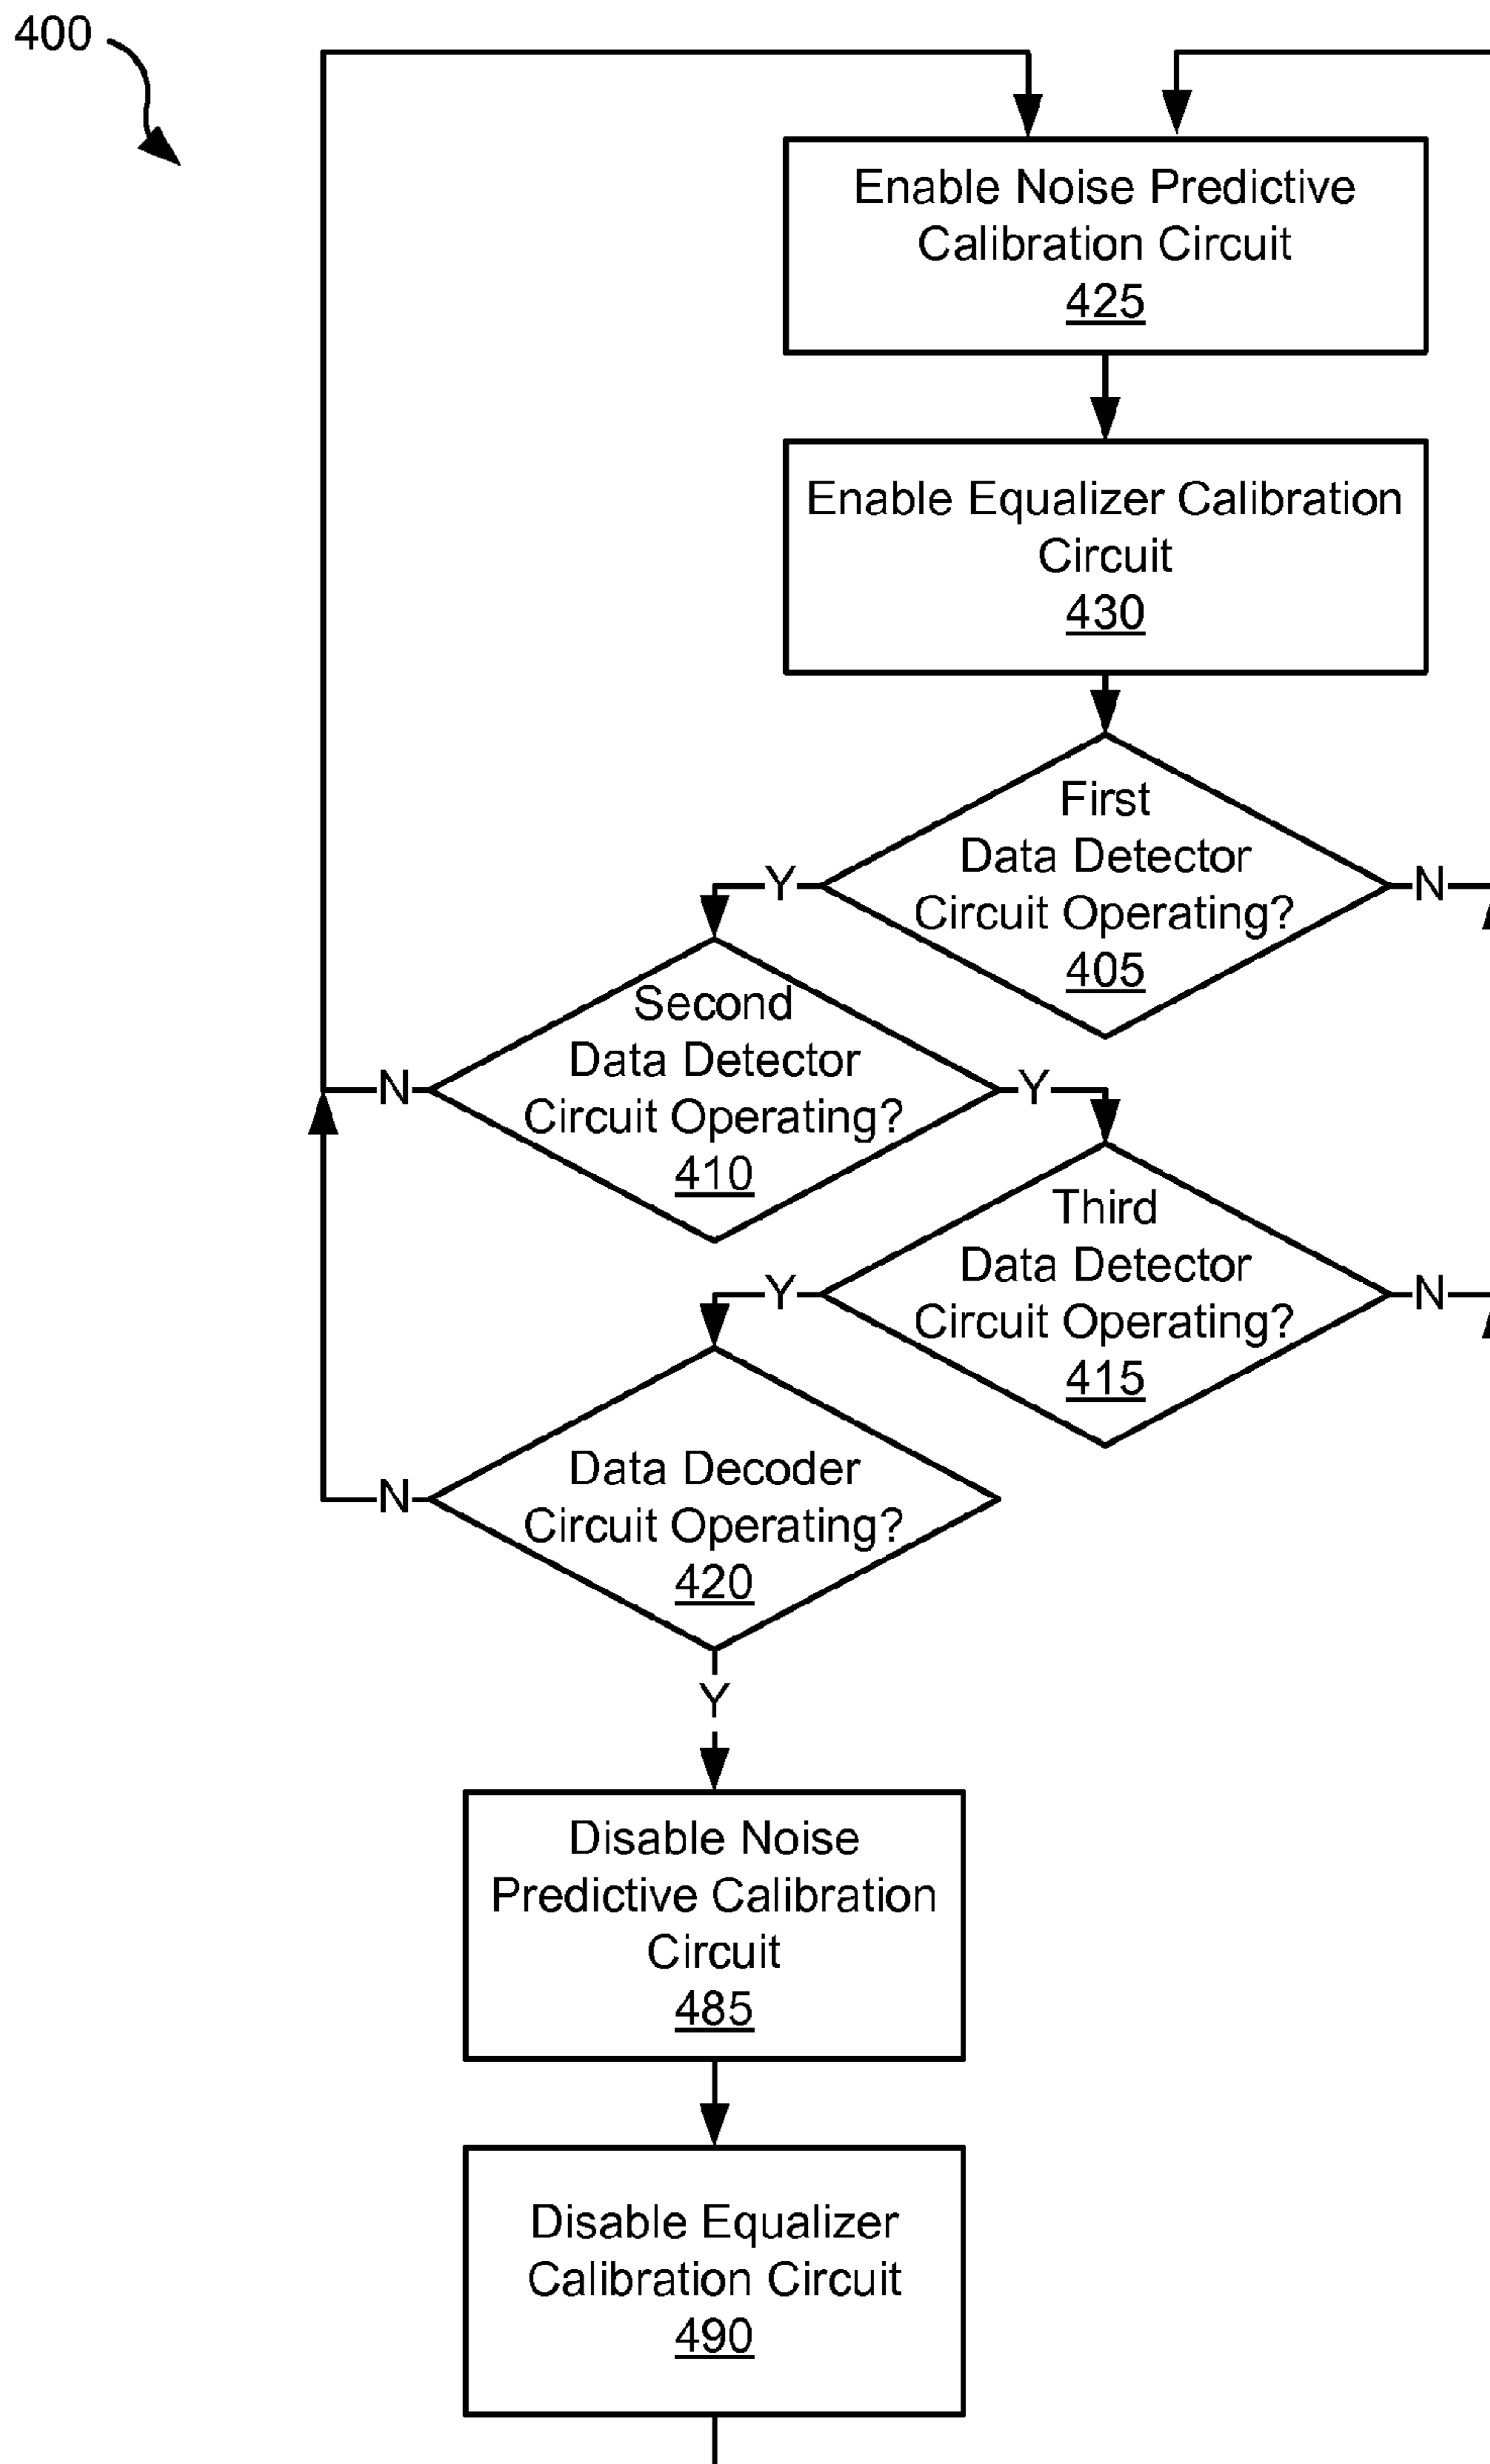 400
Enable Noise Predictive
Calibration Circuit
425
Enable Equalizer Calibration
Circuit
430
First
Data Detector
Circuit Operating?
405
Y
N
Second
Data Detector
Circuit Operating?
410
N
Y
Third
Data Detector
Circuit Operating?
415
Y
N
Data Decoder
Circuit Operating?
420
N
Y
Disable Noise
Predictive Calibration
Circuit
485
Disable Equalizer
Calibration Circuit
490